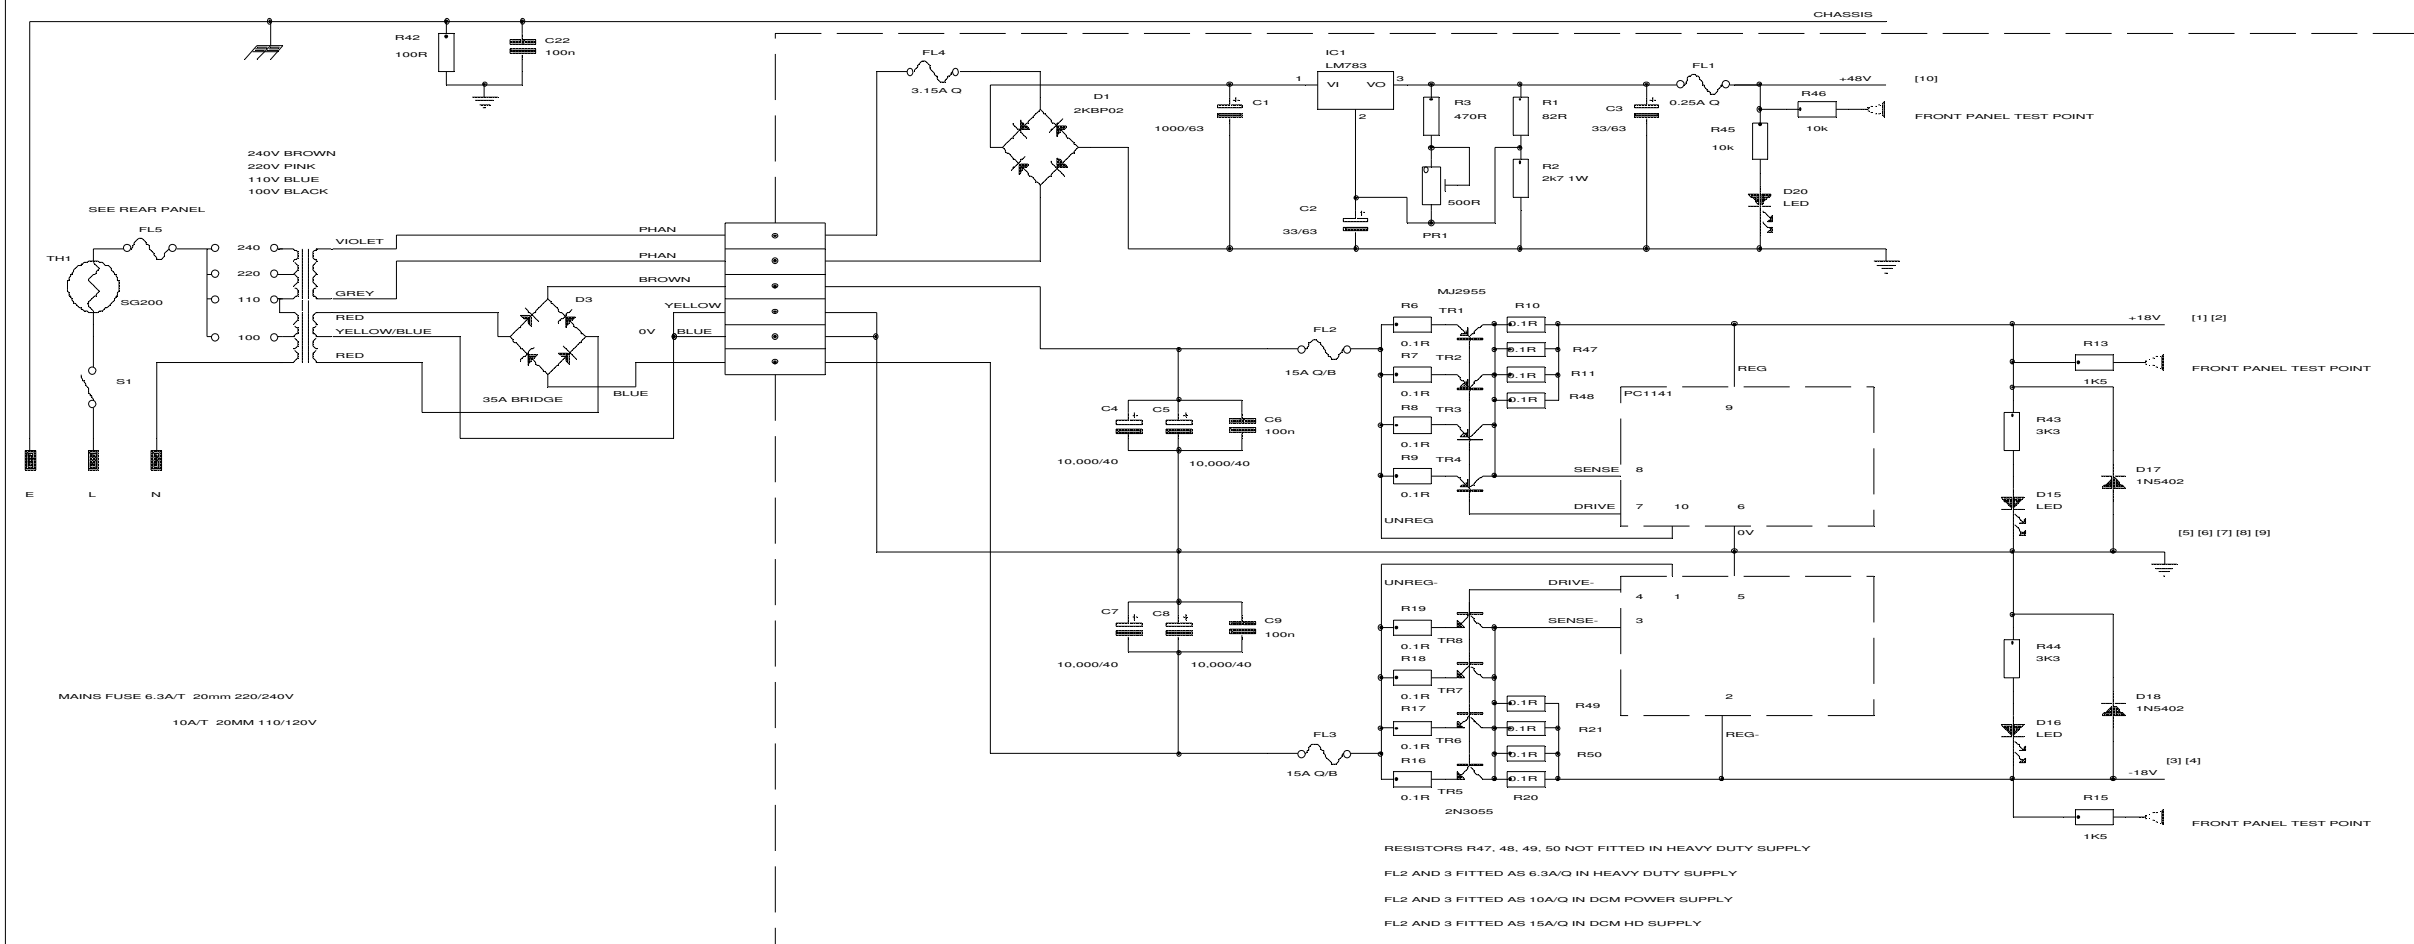 CHASSIS
R42
100R
C22
100n
FL4
3.15A Q
D1
2KBP02
C1
1000/63
IC1
LM783
1
VI
VO
3
2
R3
470R
R1
82R
C3
33/63
FL1
0.25A Q
+48V
[10]
R46
10k
FRONT PANEL TEST POINT
R45
10k
R2
2k7 1W
500R
PR1
C2
33/63
D20
LED
240V BROWN
220V PINK
110V BLUE
100V BLACK
SEE REAR PANEL
FL5
TH1
SG200
240
220
110
100
VIOLET
GREY
RED
YELLOW/BLUE
RED
PHAN
PHAN
BROWN
YELLOW
0V
BLUE
BLUE
D3
35A BRIDGE
S1
E
L
N
MJ2955
R6
TR1
R10
0.1R
0.1R
FL2
15A Q/B
R7
TR2
0.1R
R47
0.1R
0.1R
R11
R8
TR3
0.1R
R48
0.1R
R9
TR4
0.1R
UNREG
SENSE
DRIVE
REG
PC1141
9
8
7
10
6
0V
+18V
[1] [2]
R13
1K5
FRONT PANEL TEST POINT
R43
3K3
D17
1N5402
D15
LED
[5] [6] [7] [8] [9]
C4
C5
C6
100n
10,000/40
10,000/40
C7
C8
C9
100n
10,000/40
10,000/40
UNREG-
DRIVE-
SENSE-
4
1
5
3
2
REG-
R19
0.1R
TR8
R18
0.1R
TR7
R17
0.1R
TR6
R16
0.1R
TR5
2N3055
0.1R
R49
0.1R
R21
0.1R
R50
0.1R
R20
FL3
15A Q/B
R44
3K3
D18
1N5402
D16
LED
[3] [4]
-18V
R15
1K5
FRONT PANEL TEST POINT
MAINS FUSE 6.3A/T 20mm 220/240V
10A/T 20MM 110/120V
RESISTORS R47, 48, 49, 50 NOT FITTED IN HEAVY DUTY SUPPLY
FL2 AND 3 FITTED AS 6.3A/Q IN HEAVY DUTY SUPPLY
FL2 AND 3 FITTED AS 10A/Q IN DCM POWER SUPPLY
FL2 AND 3 FITTED AS 15A/Q IN DCM HD SUPPLY